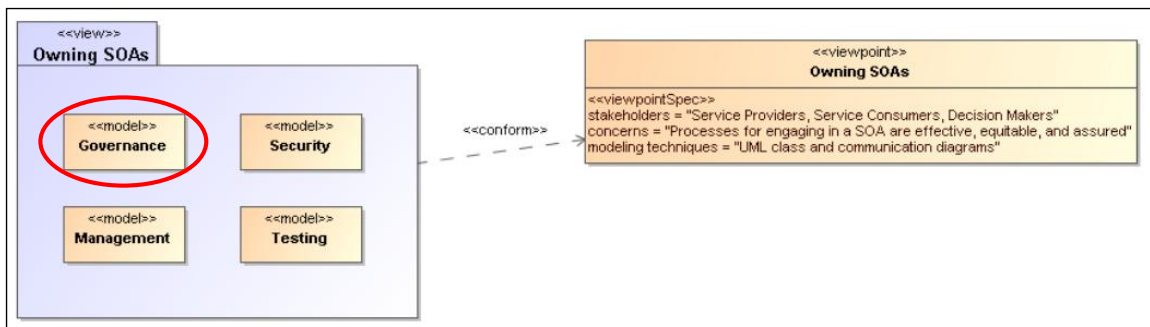 <<view>>
Owning SOAs
<<model>>
Governance
<<model>>
Security
<<model>>
Management
<<model>>
Testing
<<conform>>
<<viewpoint>>
Owning SOAs
<<viewpointSpec>>
stakeholders = "Service Providers, Service Consumers, Decision Makers"
concerns = "Processes for engaging in a SOA are effective, equitable, and assured"
modeling techniques = "UML class and communication diagrams"